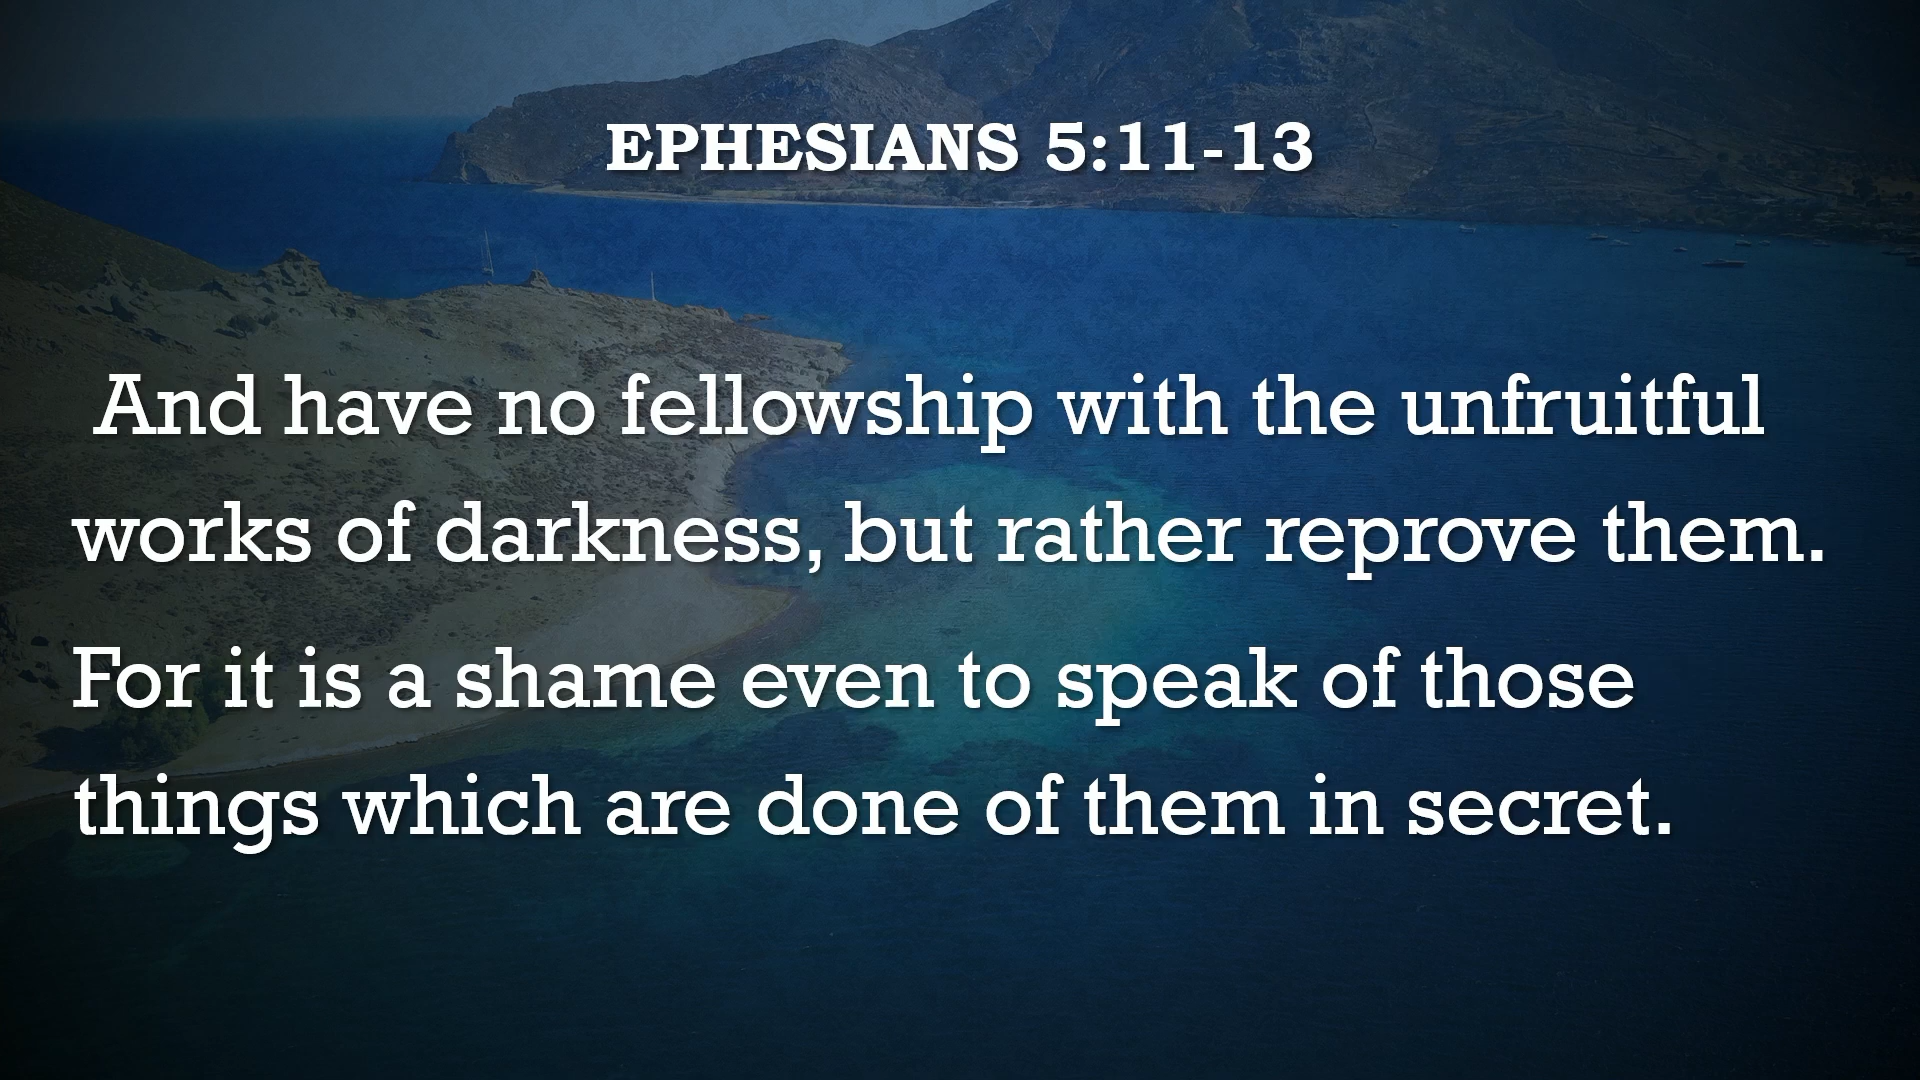 EPHESIANS 5:11-13
And have no fellowship with the unfruitful
works of darkness, but rather reprove them.
For it is a shame even to speak of those
things which are done of them in secret.